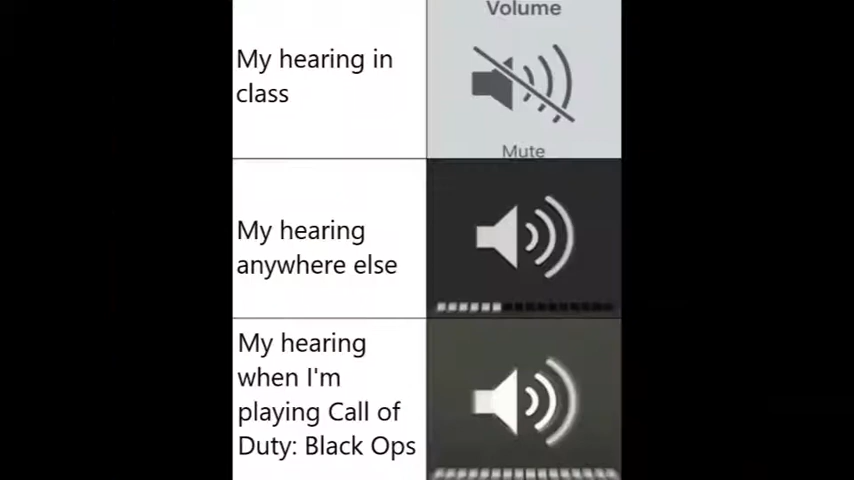 Volume
My hearing in
class
Mute
My hearing
anywhere else
My hearing
when I'm
playing Call of
Duty: Black Ops